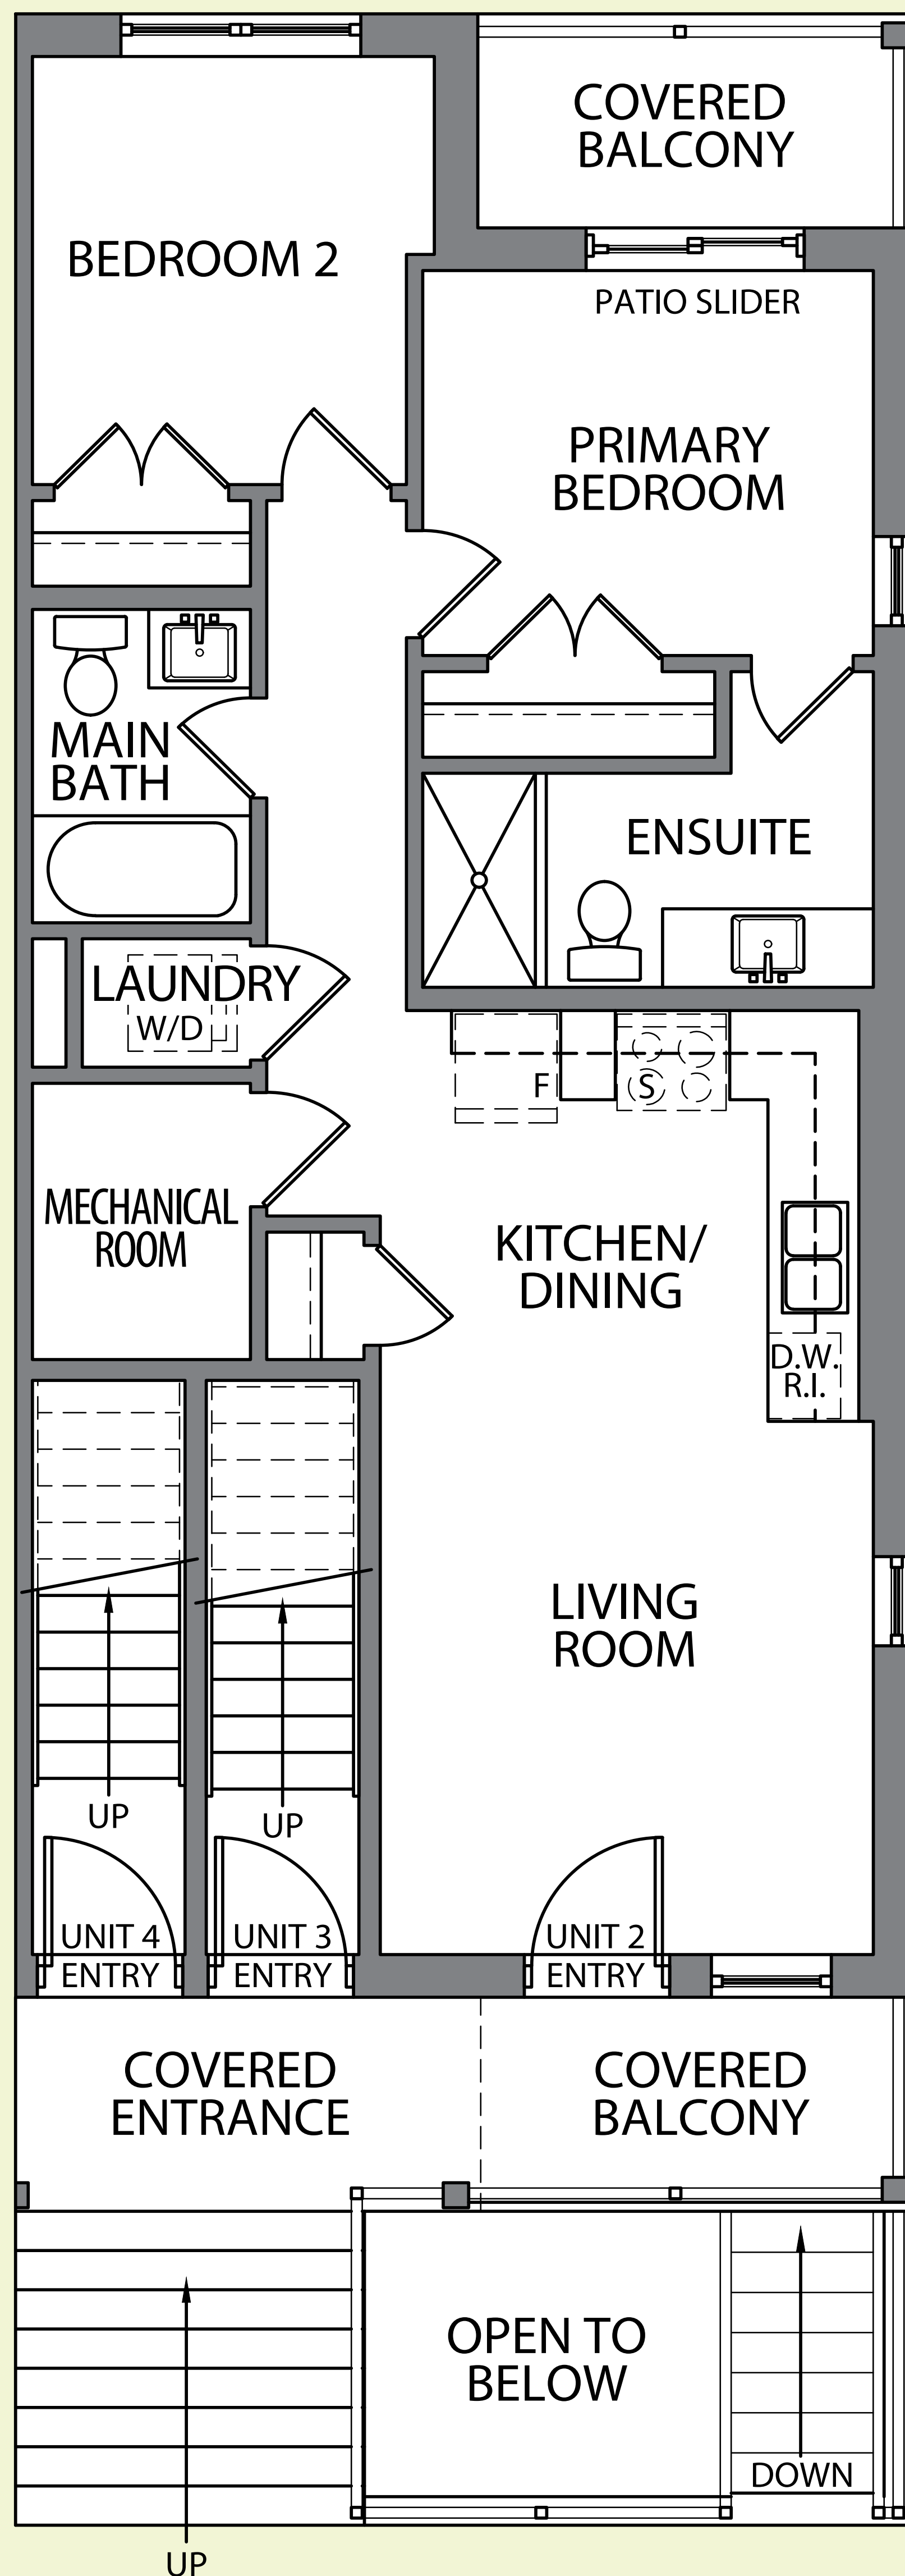 COVERED
BALCONY
BEDROOM 2
PATIO SLIDER
PRIMARY
BEDROOM
MAIN
BATH
ENSUITE
LAUNDRY
W/D
F
S
MECHANICAL
ROOM
KITCHEN/
DINING
D.W.
R.I.
LIVING
ROOM
UP
UP
UNIT 4
ENTRY
UNIT 3
ENTRY
UNIT 2
ENTRY
COVERED
ENTRANCE
COVERED
BALCONY
OPEN TO
BELOW
DOWN
UP